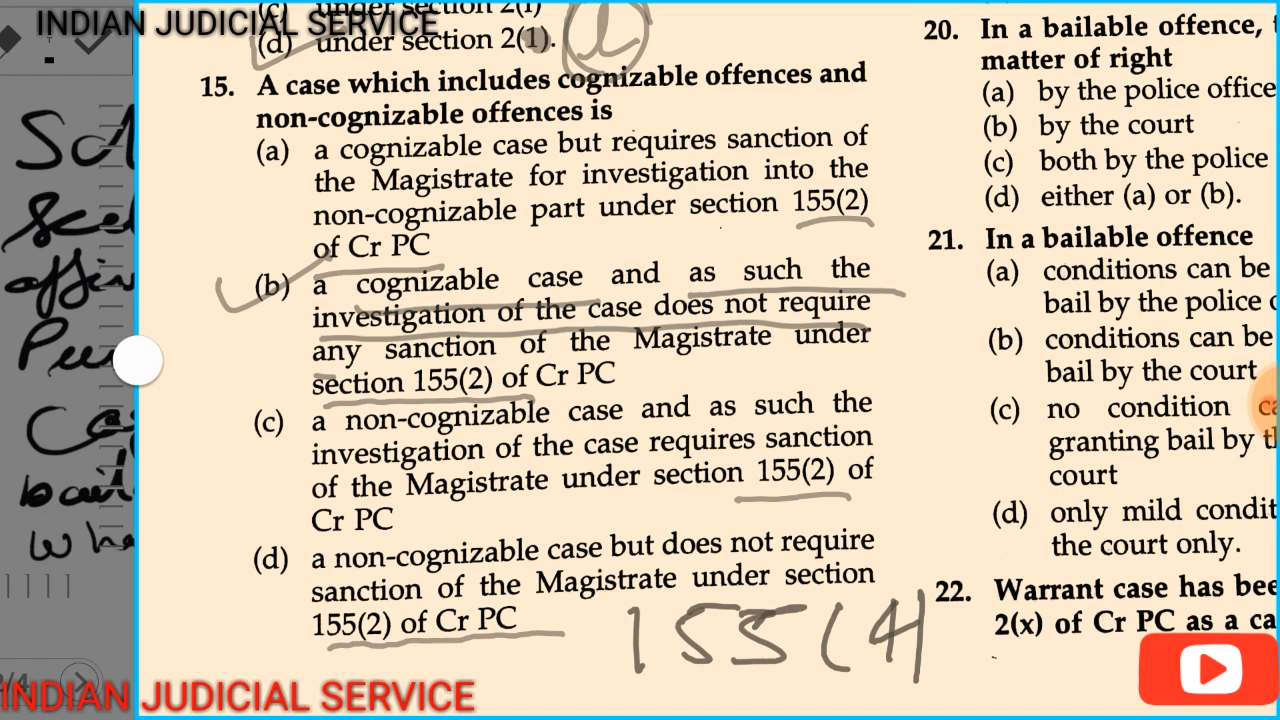 INDIAN JUDICIAL SERVICE
(c) under section 2(i)
(d) under section 2(1).
15. A case which includes cognizable offences and
non-cognizable offences is
(a) a cognizable case but requires sanction of
the Magistrate for investigation into the
non-cognizable part under section 155(2)
of Cr PC
(b) a cognizable case and as such the
investigation of the case does not require
any sanction of the Magistrate under
section 155(2) of Cr PC
(c) a non-cognizable case and as such the
investigation of the case requires sanction
of the Magistrate under section 155(2) of
Cr PC
(d) a non-cognizable case but does not require
sanction of the Magistrate under section
155(2) of Cr PC
155(4)
20. In a bailable offence,
matter of right
(a) by the police office
(b) by the court
(c) both by the police
(d) either (a) or (b).
21. In a bailable offence
(a) conditions can be
bail by the police
(b) conditions can be
bail by the court
(c) no condition
granting bail by
court
(d) only mild condit
the court only.
22. Warrant case has bee
2(x) of Cr PC as a ca
INDIAN JUDICIAL SERVICE